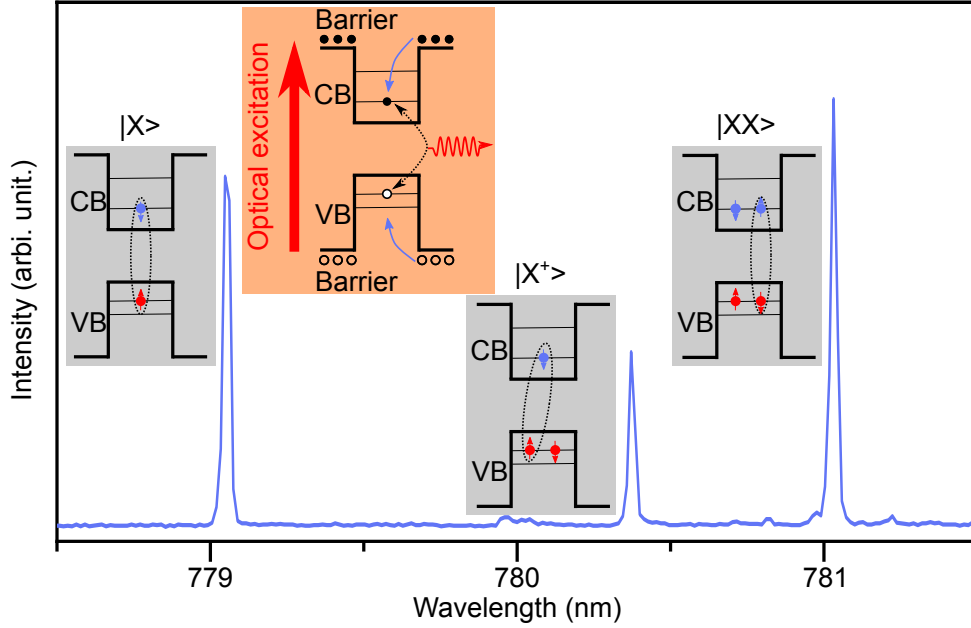 Barrier
Optical excitation
CB
VB
Barrier
|X>
CB
VB
|X⁺>
CB
VB
|XX>
CB
VB
Intensity (arbi. unit.)
779
780
781
Wavelength (nm)